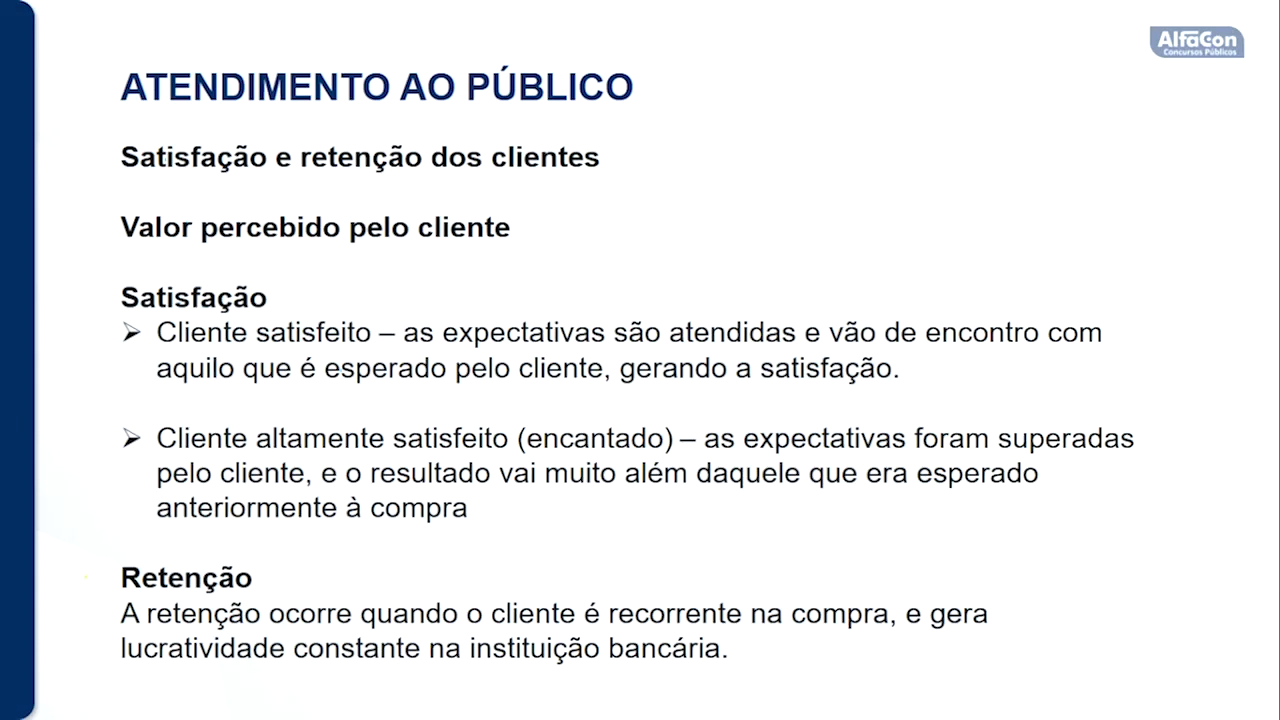 AlfaCon
Concursos Públicos
ATENDIMENTO AO PÚBLICO
Satisfação e retenção dos clientes
Valor percebido pelo cliente
Satisfação
➢ Cliente satisfeito – as expectativas são atendidas e vão de encontro com
aquilo que é esperado pelo cliente, gerando a satisfação.
➢ Cliente altamente satisfeito (encantado) – as expectativas foram superadas
pelo cliente, e o resultado vai muito além daquele que era esperado
anteriormente à compra
Retenção
A retenção ocorre quando o cliente é recorrente na compra, e gera
lucratividade constante na instituição bancária.